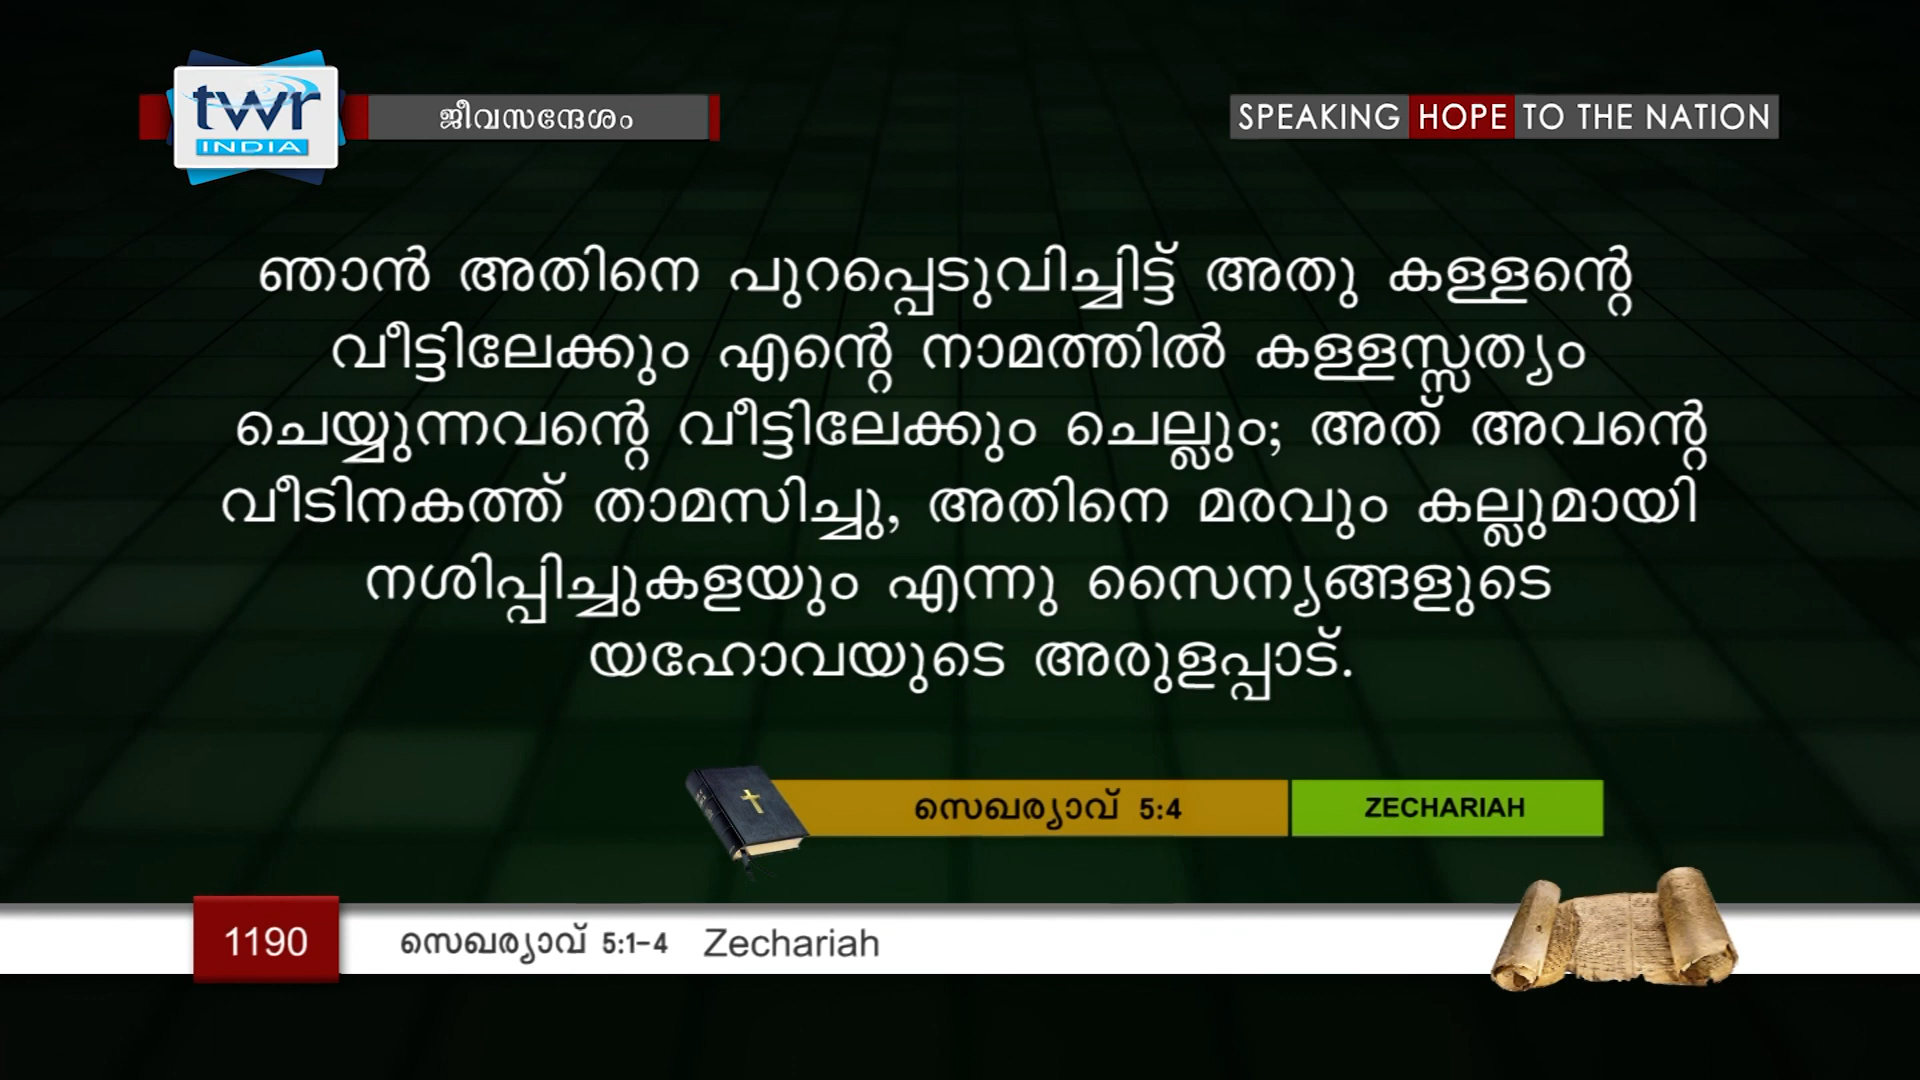 twr
INDIA
ജീവസന്ദേശം
SPEAKING HOPE TO THE NATION
ഞാൻ അതിനെ പുറപ്പെടുവിച്ചിട്ട് അതു കള്ളന്റെ
വീട്ടിലേക്കും എന്റെ നാമത്തിൽ കള്ളസ്സത്യം
ചെയ്യുന്നവന്റെ വീട്ടിലേക്കും ചെല്ലും; അത് അവന്റെ
വീടിനകത്ത് താമസിച്ചു, അതിനെ മരവും കല്ലുമായി
നശിപ്പിച്ചുകളയും എന്നു സൈന്യങ്ങളുടെ
യഹോവയുടെ അരുളപ്പാട്.
സെഖര്യാവ് 5:4
ZECHARIAH
1190
സെഖര്യാവ് 5:1-4 Zechariah